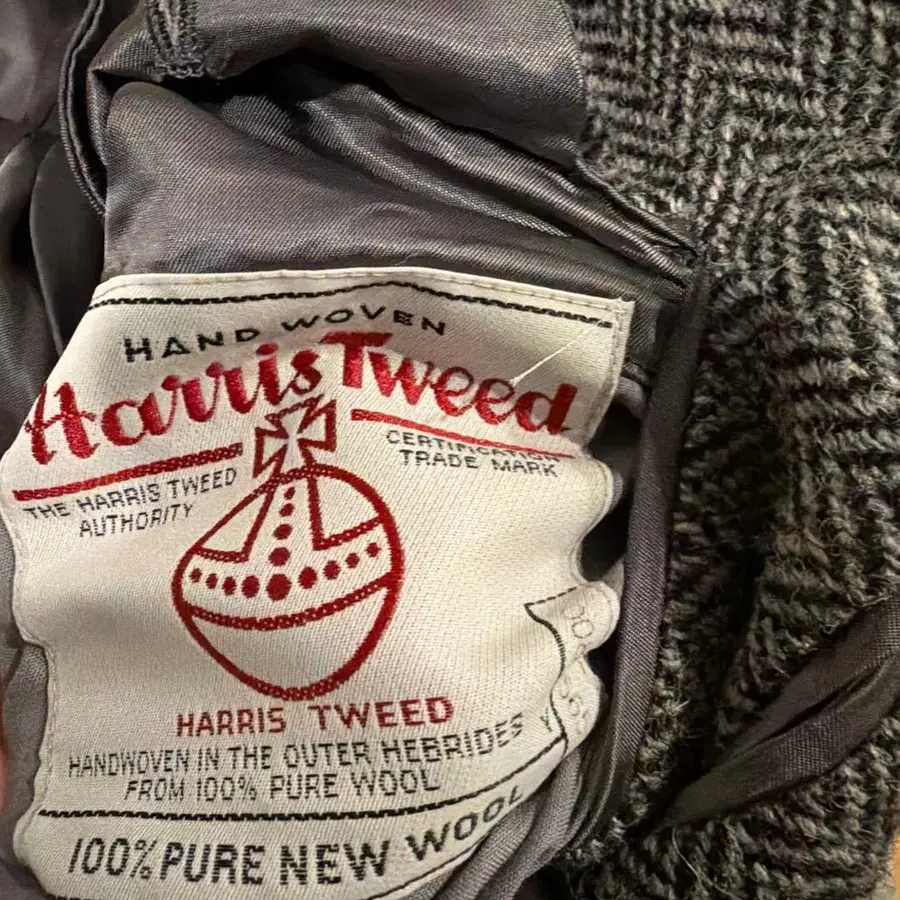 HAND WOVEN
Harris Tweed
THE HARRIS TWEED
AUTHORITY
CERTIFICATION
TRADE MARK
HARRIS TWEED
HANDWOVEN IN THE OUTER HEBRIDES
FROM 100% PURE WOOL
100% PURE NEW WOOL